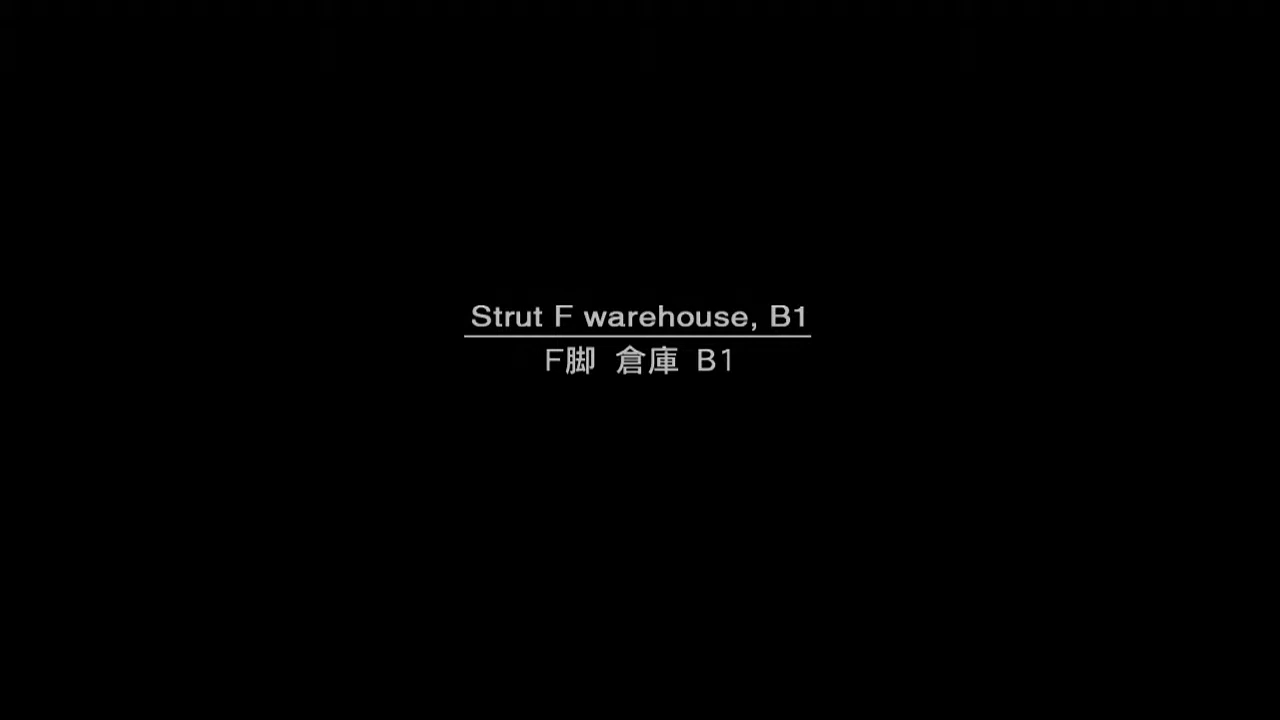 Strut F warehouse, B1
F脚 倉庫 B1